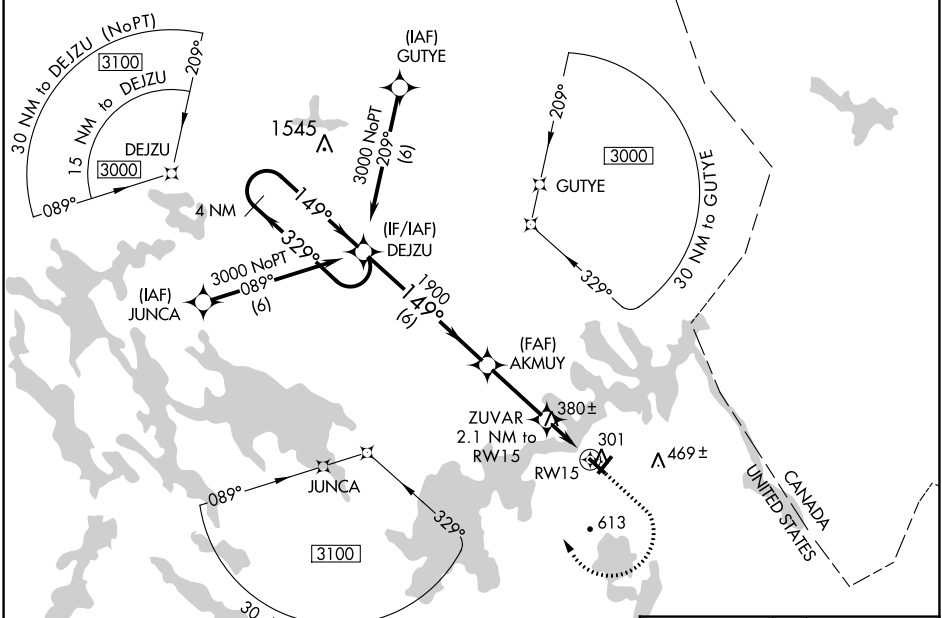 30 NM to DEJZU (NoPT)
3100
209°
15 NM to DEJZU
3000
DEJZU
089°
(IAF)
GUTYE
1545
3000 NoPT
209°
(6)
209°
3000
GUTYE
30 NM to GUTYE
329°
4 NM
149°
329°
(IF/IAF)
DEJZU
3000 NoPT
089°
(6)
(IAF)
JUNCA
1900
149°
(6)
(FAF)
AKMUY
ZUVAR
2.1 NM to
RW15
380±
301
RW15
469±
613
CANADA
UNITED STATES
089°
JUNCA
329°
3100
30